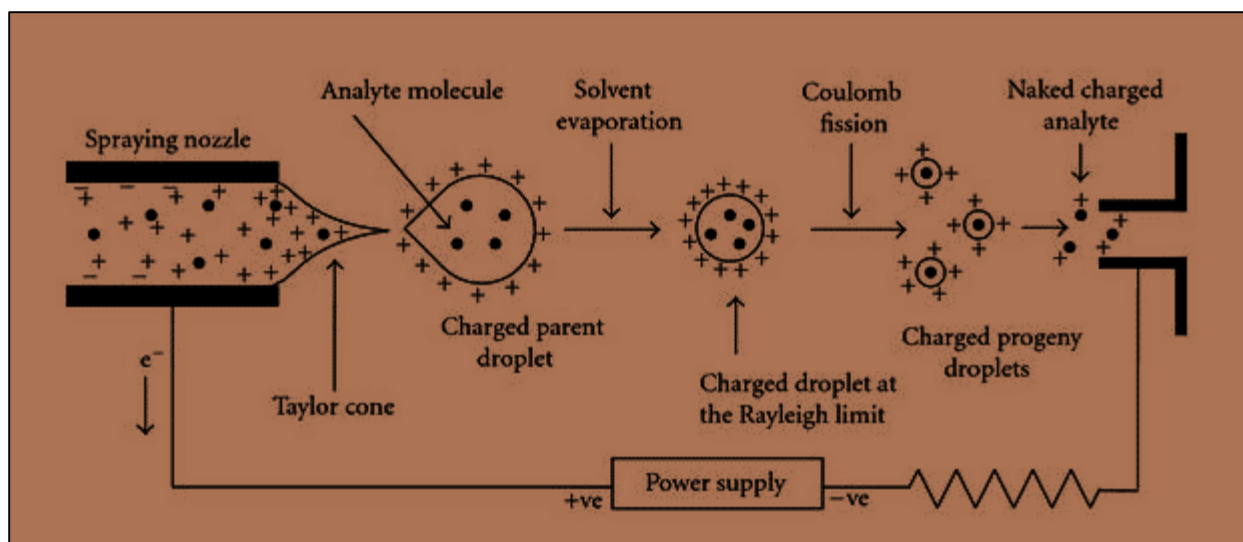 Spraying nozzle
Analyte molecule
Solvent
evaporation
Coulomb
fission
Naked charged
analyte
Charged parent
droplet
Taylor cone
Charged droplet at
the Rayleigh limit
Charged progeny
droplets
e⁻
+ve
Power supply
−ve